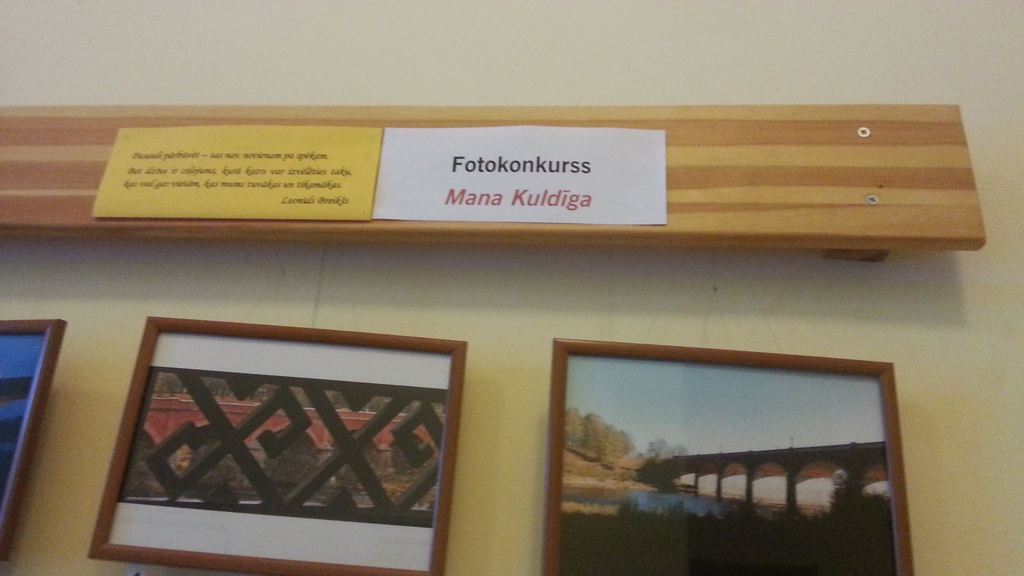 Pasauli pārbūvēt – tas nav nevienam pa spēkam.
Bet dzīve ir ceļojums, kurā katrs var izvēlēties taku,
kas ved gar vietām, kas mums tuvākas un tīkamākas.
Leonīds Breikšs
Fotokonkurss
Mana Kuldīga